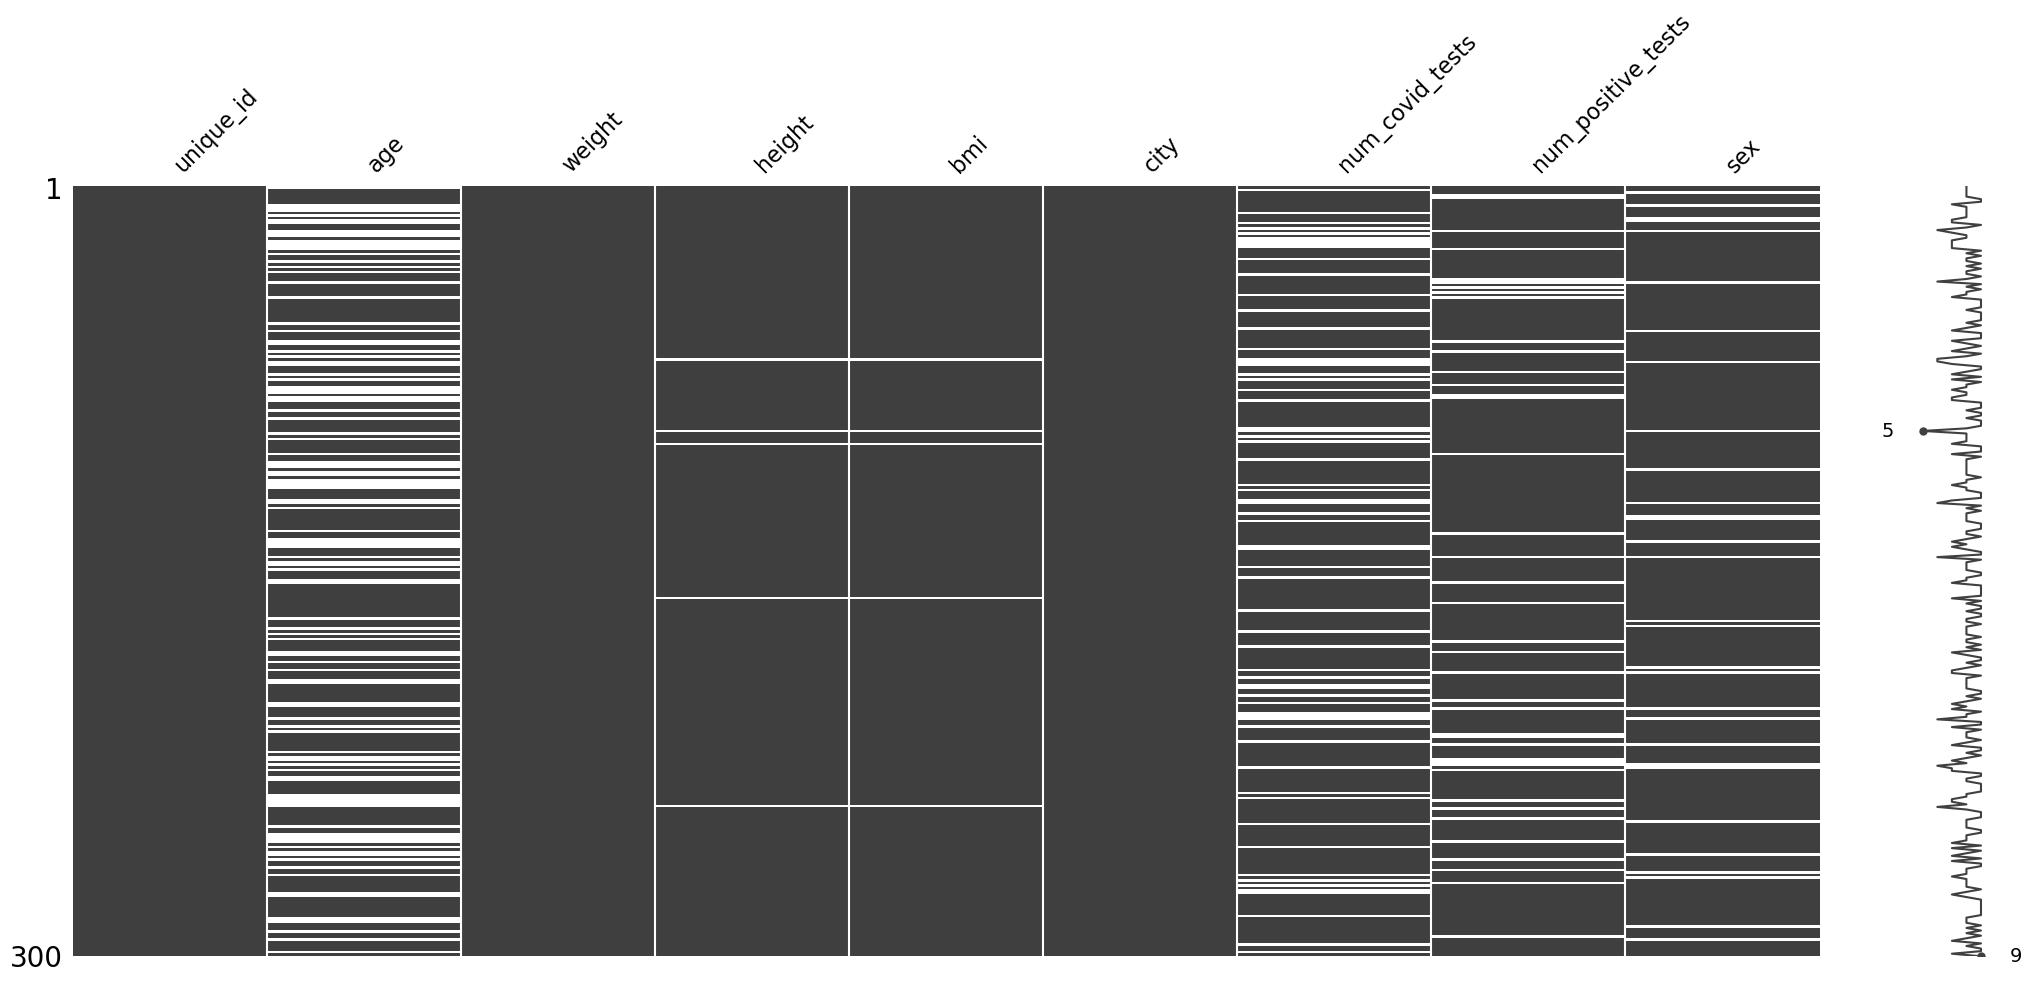 unique_id
age
weight
height
bmi
city
num_covid_tests
num_positive_tests
sex
1
5
300
9